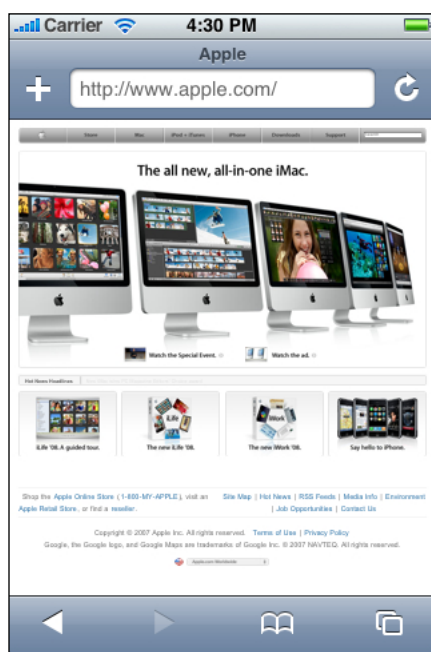 Carrier 4:30 PM
Apple
http://www.apple.com/
Store Mac iPod + iTunes iPhone Downloads Support Search
The all new, all-in-one iMac.
Watch the Special Event. Watch the ad.
Hot News Headlines
iLife '08. A guided tour. The new iLife '08. The new iWork '08. Say hello to iPhone.
Shop the Apple Online Store (1-800-MY-APPLE), visit an
Apple Retail Store, or find a reseller.
Site Map | Hot News | RSS Feeds | Media Info | Environment
| Job Opportunities | Contact Us
Copyright © 2007 Apple Inc. All rights reserved. Terms of Use | Privacy Policy
Google, the Google logo, and Google Maps are trademarks of Google Inc. © 2007 NAVTEQ. All rights reserved.
Apple.com Worldwide